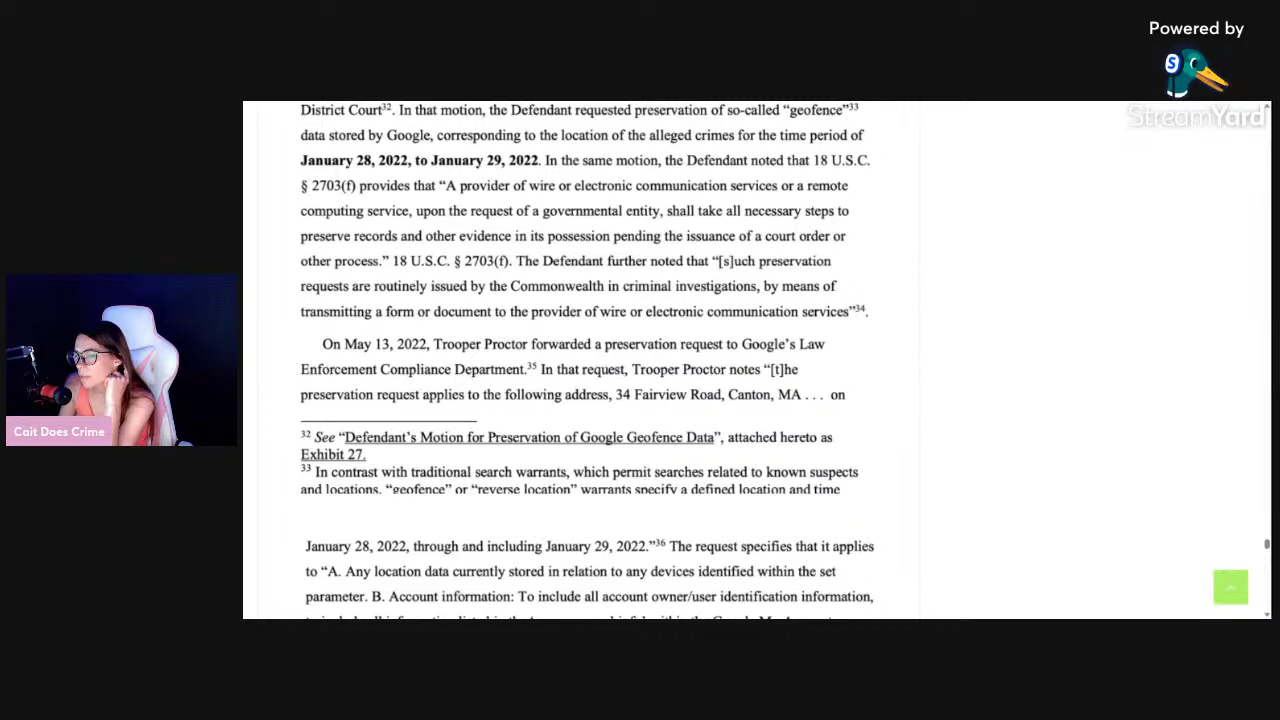 Powered by
S
StreamYard
District Court32. In that motion, the Defendant requested preservation of so-called “geofence”33
data stored by Google, corresponding to the location of the alleged crimes for the time period of
January 28, 2022, to January 29, 2022. In the same motion, the Defendant noted that 18 U.S.C.
§ 2703(f) provides that “A provider of wire or electronic communication services or a remote
computing service, upon the request of a governmental entity, shall take all necessary steps to
preserve records and other evidence in its possession pending the issuance of a court order or
other process.” 18 U.S.C. § 2703(f). The Defendant further noted that “[s]uch preservation
requests are routinely issued by the Commonwealth in criminal investigations, by means of
transmitting a form or document to the provider of wire or electronic communication services”34.
On May 13, 2022, Trooper Proctor forwarded a preservation request to Google’s Law
Enforcement Compliance Department.35 In that request, Trooper Proctor notes “[t]he
preservation request applies to the following address, 34 Fairview Road, Canton, MA . . . on
32 See “Defendant’s Motion for Preservation of Google Geofence Data”, attached hereto as
Exhibit 27.
33 In contrast with traditional search warrants, which permit searches related to known suspects
and locations, “geofence” or “reverse location” warrants specify a defined location and time
January 28, 2022, through and including January 29, 2022.”36 The request specifies that it applies
to “A. Any location data currently stored in relation to any devices identified within the set
parameter. B. Account information: To include all account owner/user identification information,
Cait Does Crime